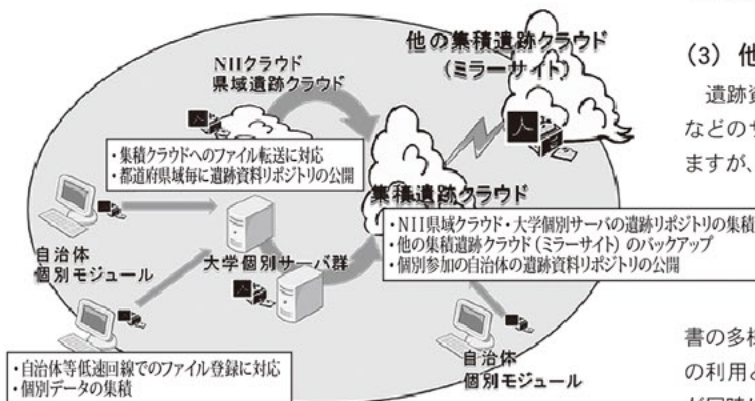 NIIクラウド
県域遺跡クラウド
他の集積遺跡クラウド
(ミラーサイト)
・集積クラウドへのファイル転送に対応
・都道府県域毎に遺跡資料リポジトリの公開
集積遺跡クラウド
・NII県域クラウド・大学個別サーバの遺跡リポジトリの集積
・他の集積遺跡クラウド(ミラーサイト)のバックアップ
・個別参加の自治体の遺跡資料リポジトリの公開
自治体
個別モジュール
大学個別サーバ群
・自治体等低速回線でのファイル登録に対応
・個別データの集積
自治体
個別モジュール
(3) 他
遺跡資
などのサ
ますが、
書の多様
の利用と